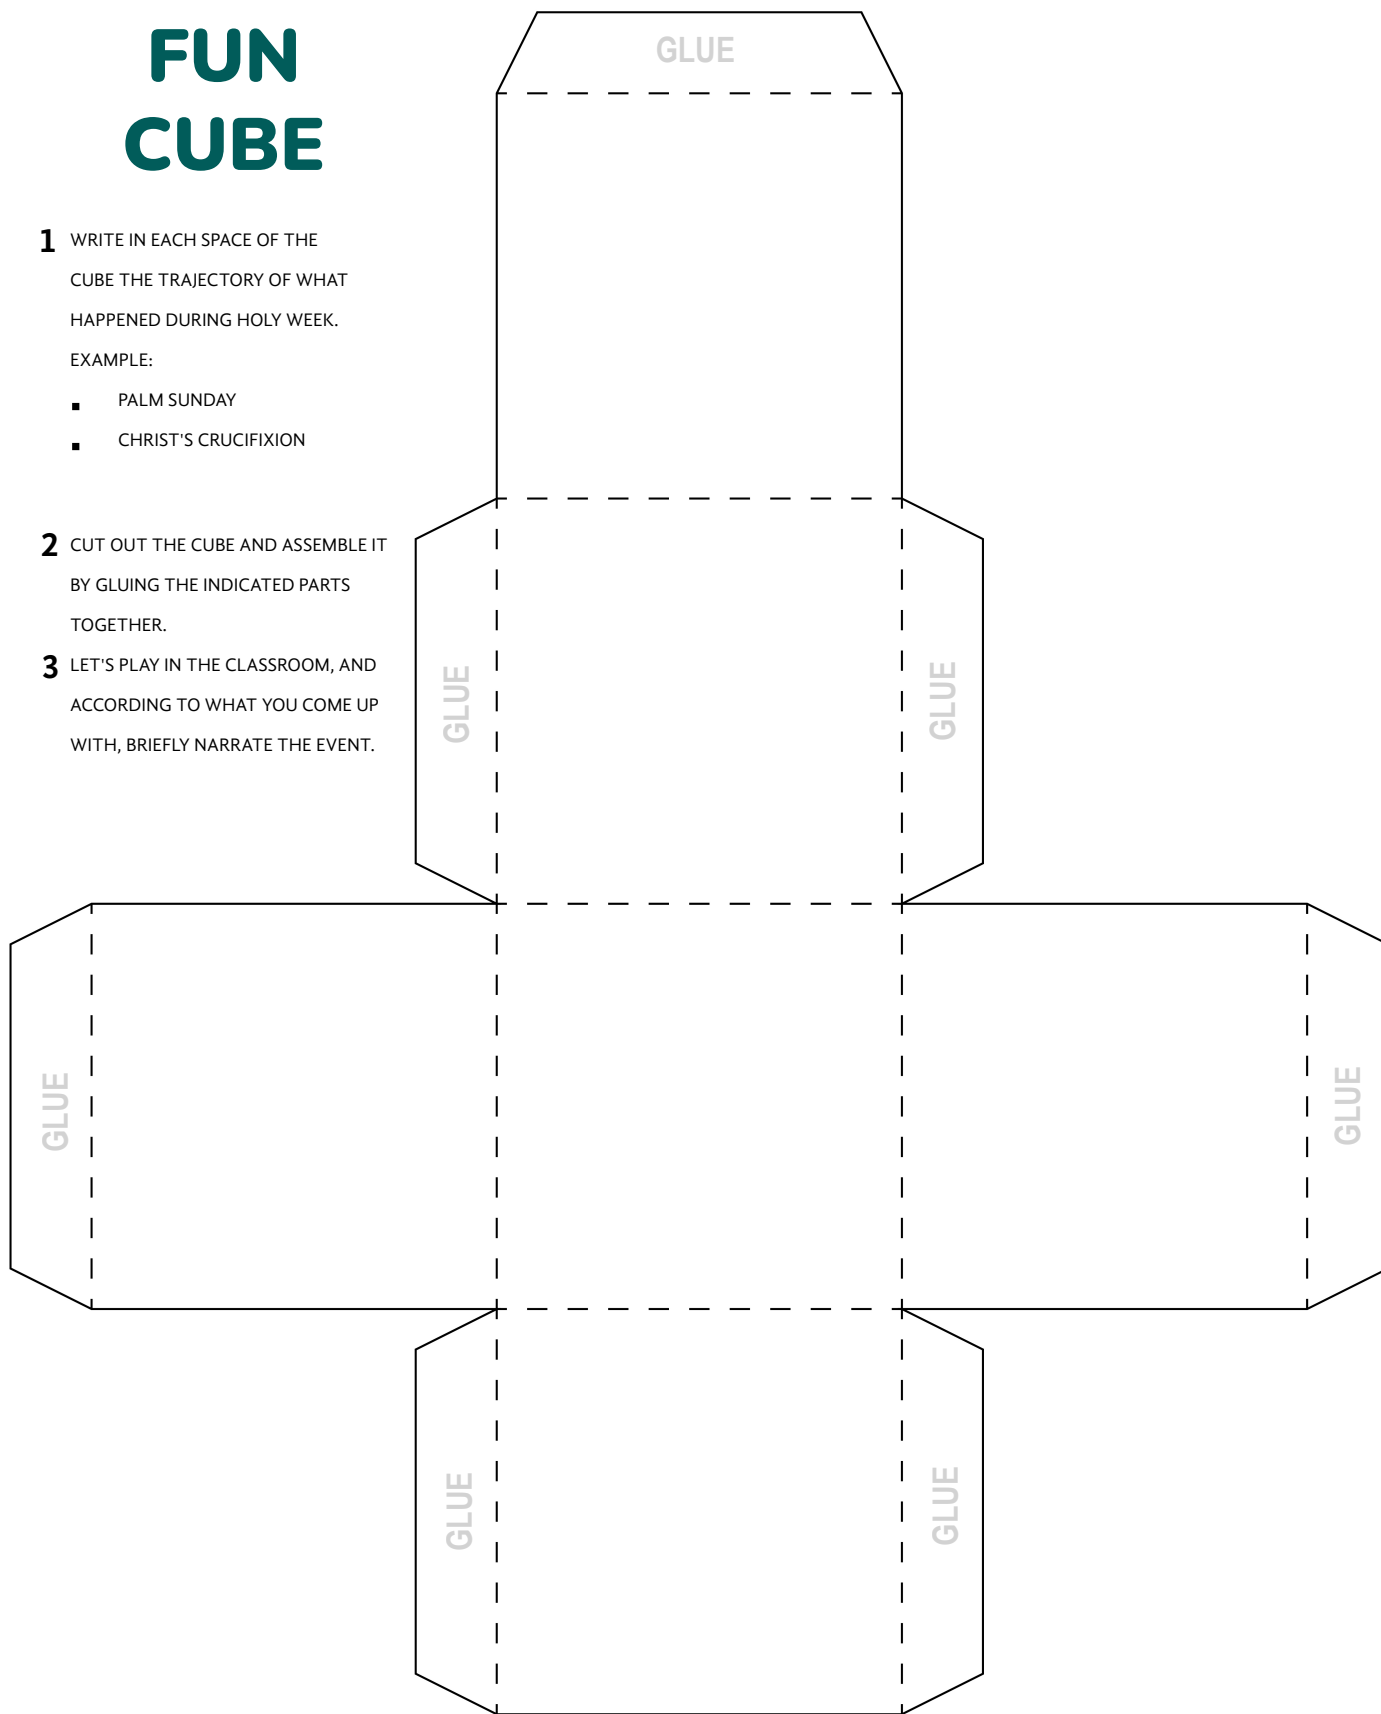 FUN
CUBE
1 WRITE IN EACH SPACE OF THE
CUBE THE TRAJECTORY OF WHAT
HAPPENED DURING HOLY WEEK.
EXAMPLE:
▪ PALM SUNDAY
▪ CHRIST'S CRUCIFIXION
2 CUT OUT THE CUBE AND ASSEMBLE IT
BY GLUING THE INDICATED PARTS
TOGETHER.
3 LET'S PLAY IN THE CLASSROOM, AND
ACCORDING TO WHAT YOU COME UP
WITH, BRIEFLY NARRATE THE EVENT.
GLUE
GLUE
GLUE
GLUE
GLUE
GLUE
GLUE